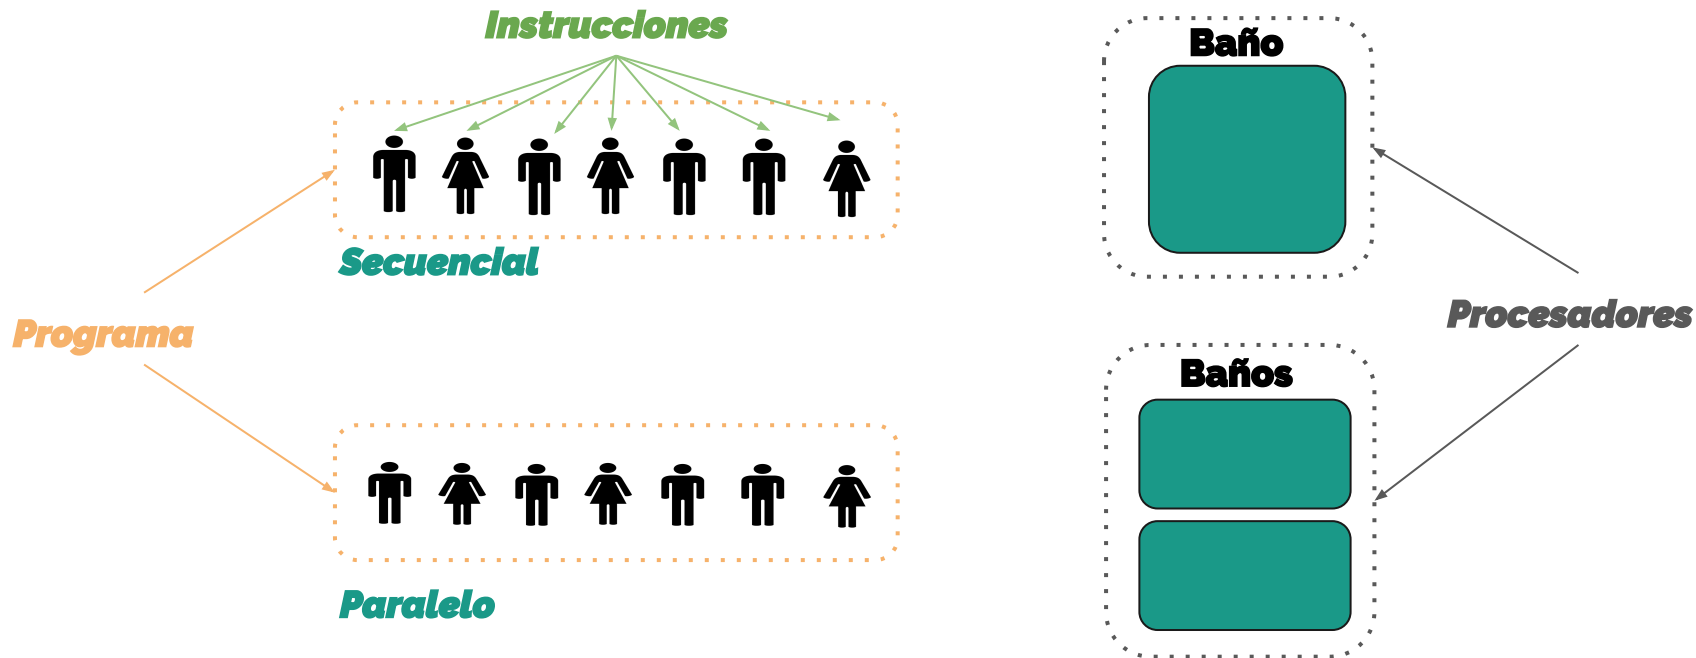 Instrucciones
Baño
Secuencial
Programa
Procesadores
Baños
Paralelo